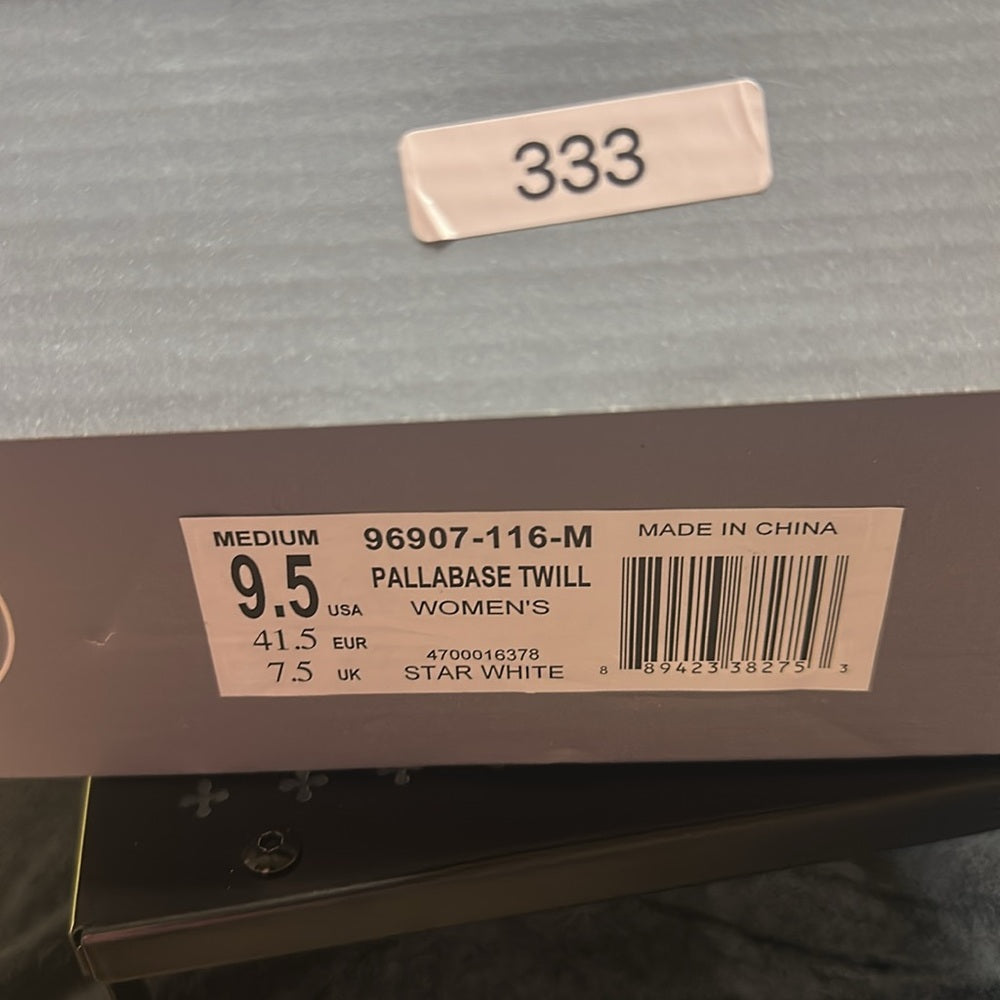 333
MEDIUM
9.5 USA
41.5 EUR
7.5 UK
96907-116-M
PALLABASE TWILL
WOMEN'S
4700016378
STAR WHITE
MADE IN CHINA
8 89423 38275 3